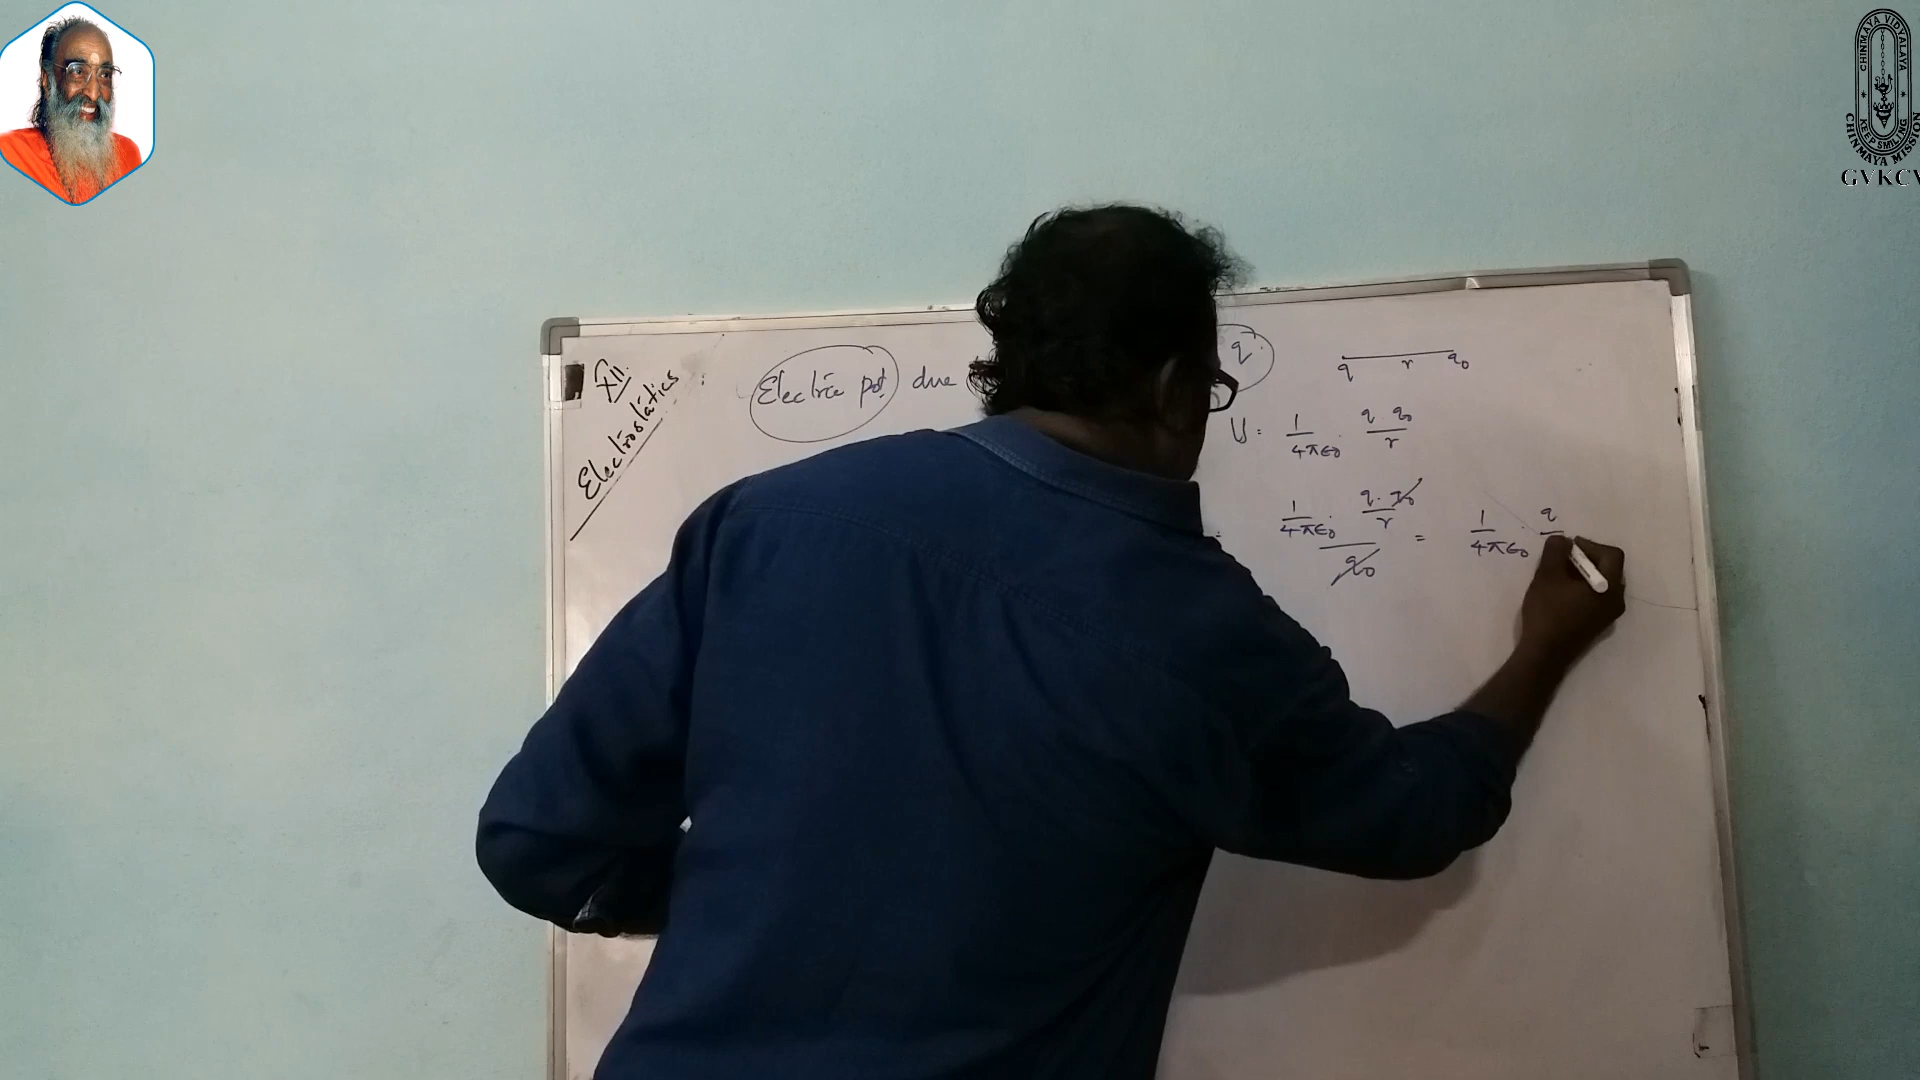 CHINMAYA VIDYALAYA
KEEP SMILING
CHINMAYA MISSION
GVKCV
XII
Electrostatics
:
Electric pot due
q
q r q₀
U = 1/4πϵ₀ . q q₀/r
= 1/4πϵ₀ . q . q₀/r / q₀ = 1/4πϵ₀ . q